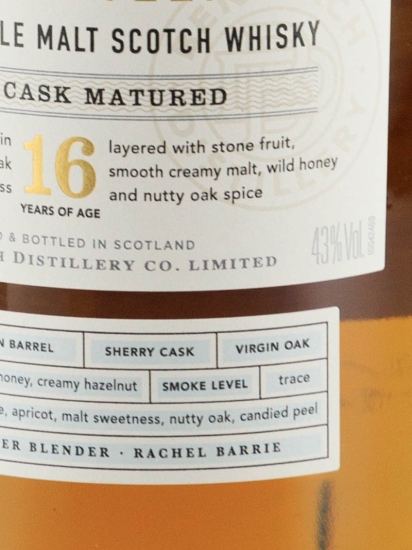 LE MALT SCOTCH WHISKY
CASK MATURED
in
layered with stone fruit,
smooth creamy malt, wild honey
and nutty oak spice
16
YEARS OF AGE
& BOTTLED IN SCOTLAND
H DISTILLERY CO. LIMITED
43% Vol.
N BARREL SHERRY CASK VIRGIN OAK
honey, creamy hazelnut SMOKE LEVEL trace
e, apricot, malt sweetness, nutty oak, candied peel
ER BLENDER · RACHEL BARRIE